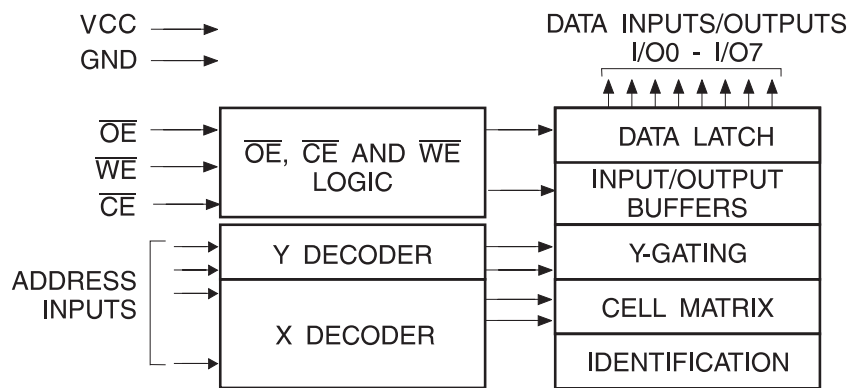 VCC
GND
DATA INPUTS/OUTPUTS
I/O0 - I/O7
OE
WE
CE
OE, CE AND WE
LOGIC
DATA LATCH
INPUT/OUTPUT
BUFFERS
ADDRESS
INPUTS
Y DECODER
Y-GATING
X DECODER
CELL MATRIX
IDENTIFICATION